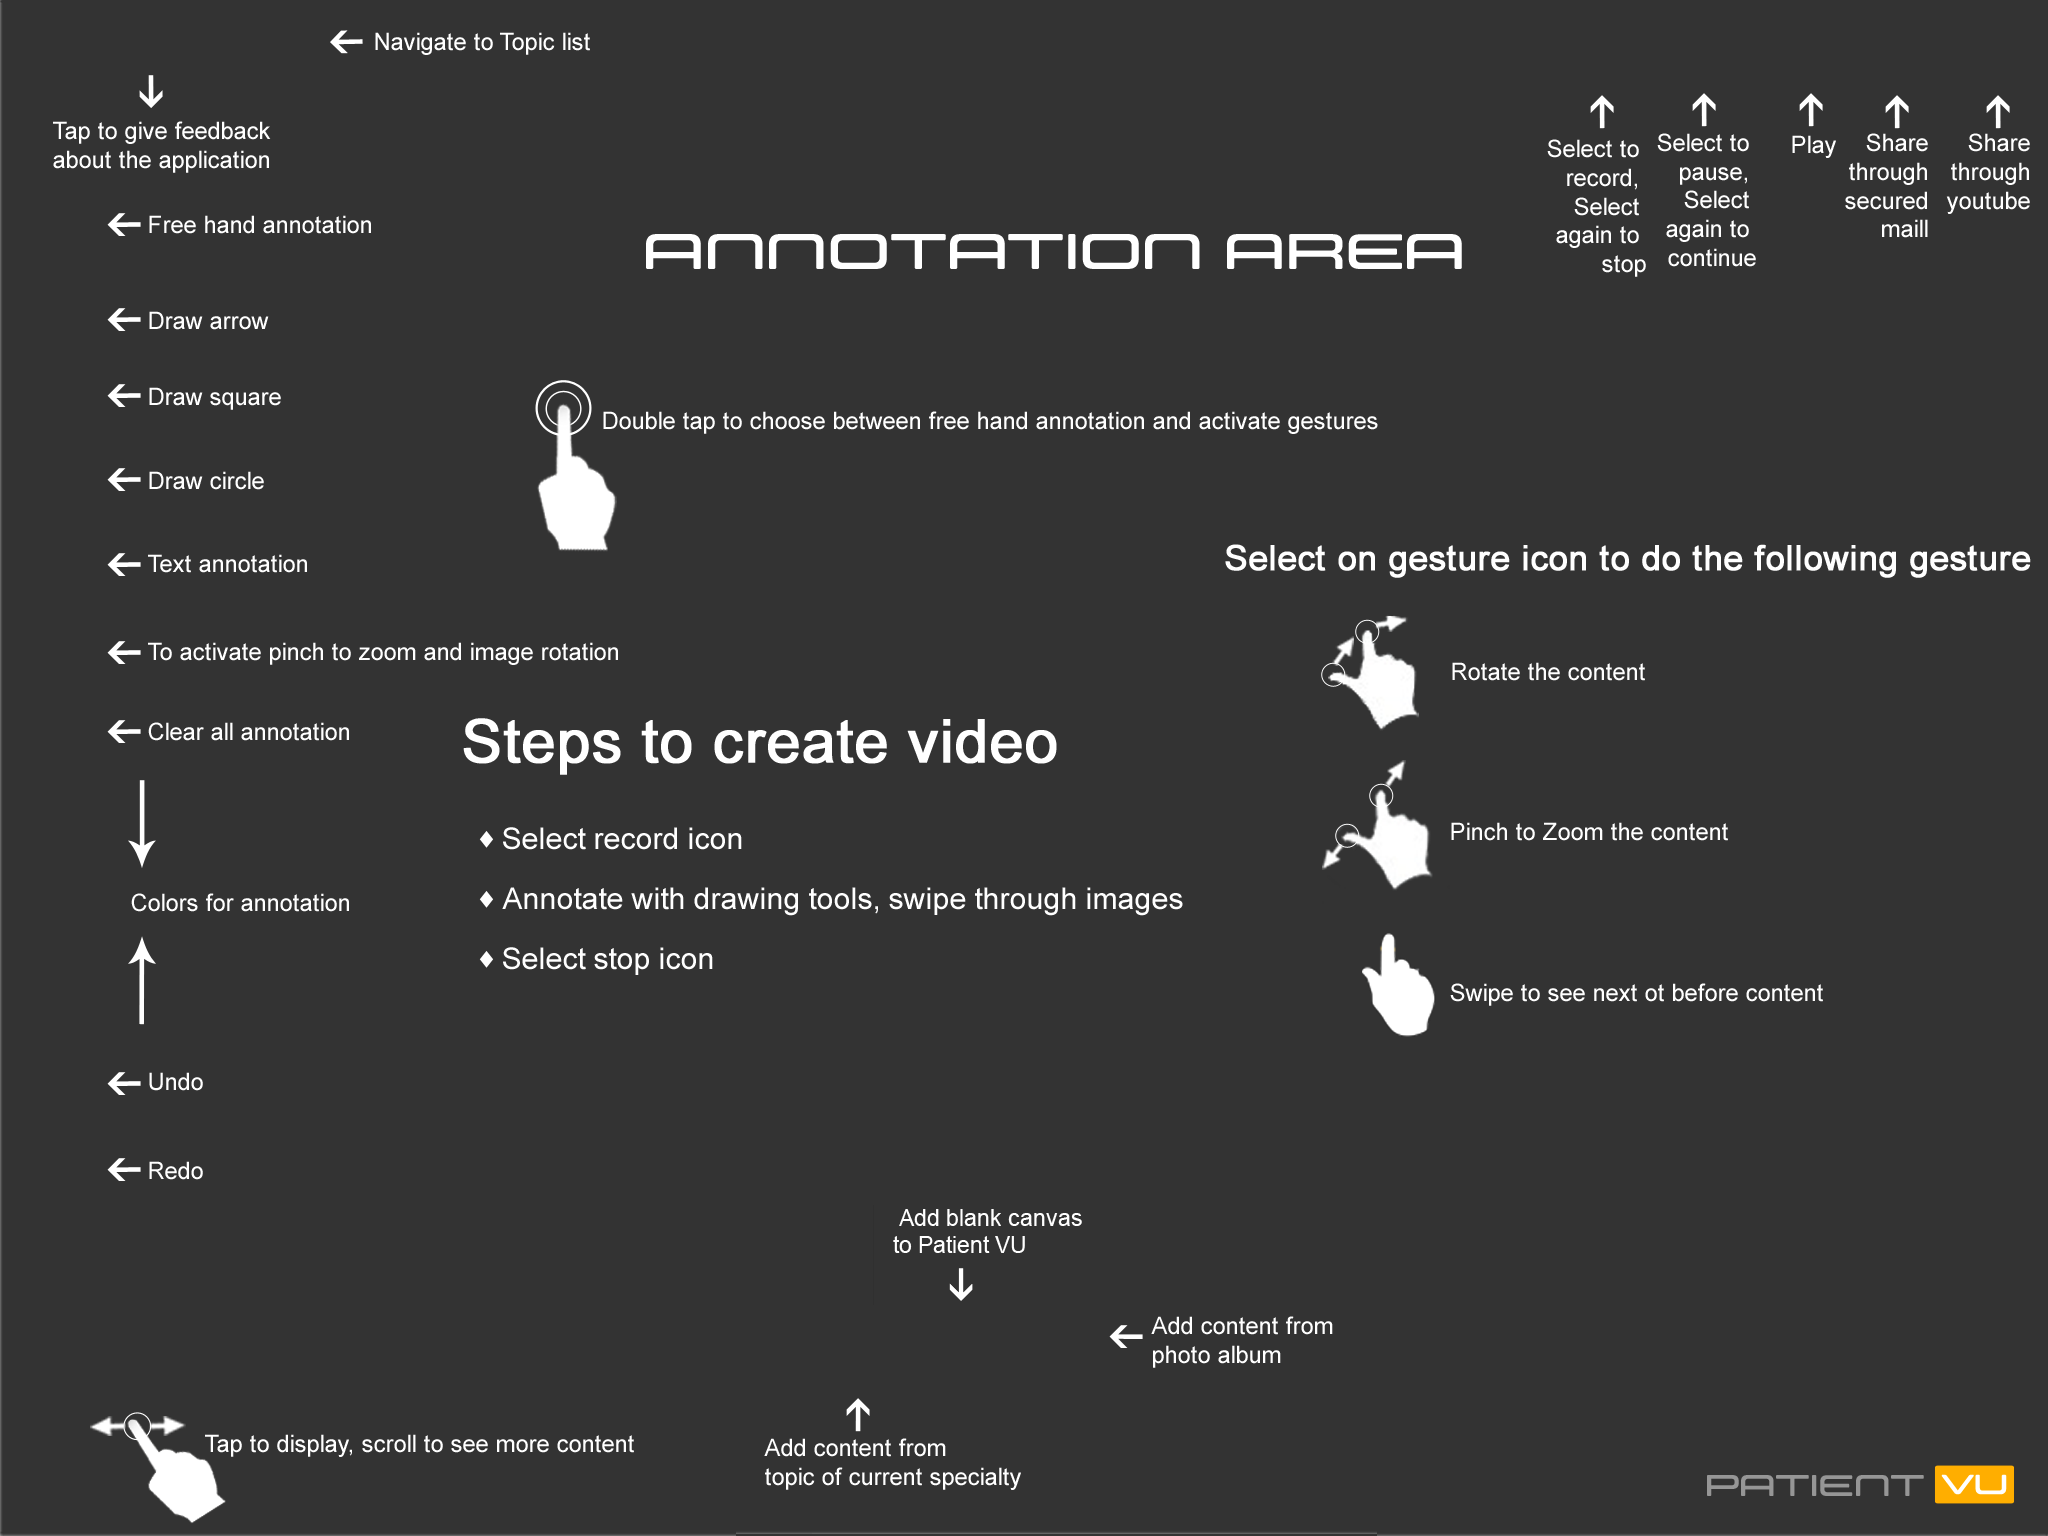 Navigate to Topic list
Tap to give feedback
about the application
Select to
record,
Select
again to
stop
Select to
pause,
Select
again to
continue
Play
Share
through
secured
maill
Share
through
youtube
Free hand annotation
ANNOTATION AREA
Draw arrow
Draw square
Double tap to choose between free hand annotation and activate gestures
Draw circle
Text annotation
Select on gesture icon to do the following gesture
To activate pinch to zoom and image rotation
Rotate the content
Clear all annotation
Steps to create video
♦ Select record icon
♦ Annotate with drawing tools, swipe through images
♦ Select stop icon
Pinch to Zoom the content
Colors for annotation
Swipe to see next ot before content
Undo
Redo
Add blank canvas
to Patient VU
Add content from
photo album
Tap to display, scroll to see more content
Add content from
topic of current specialty
PATIENT VU